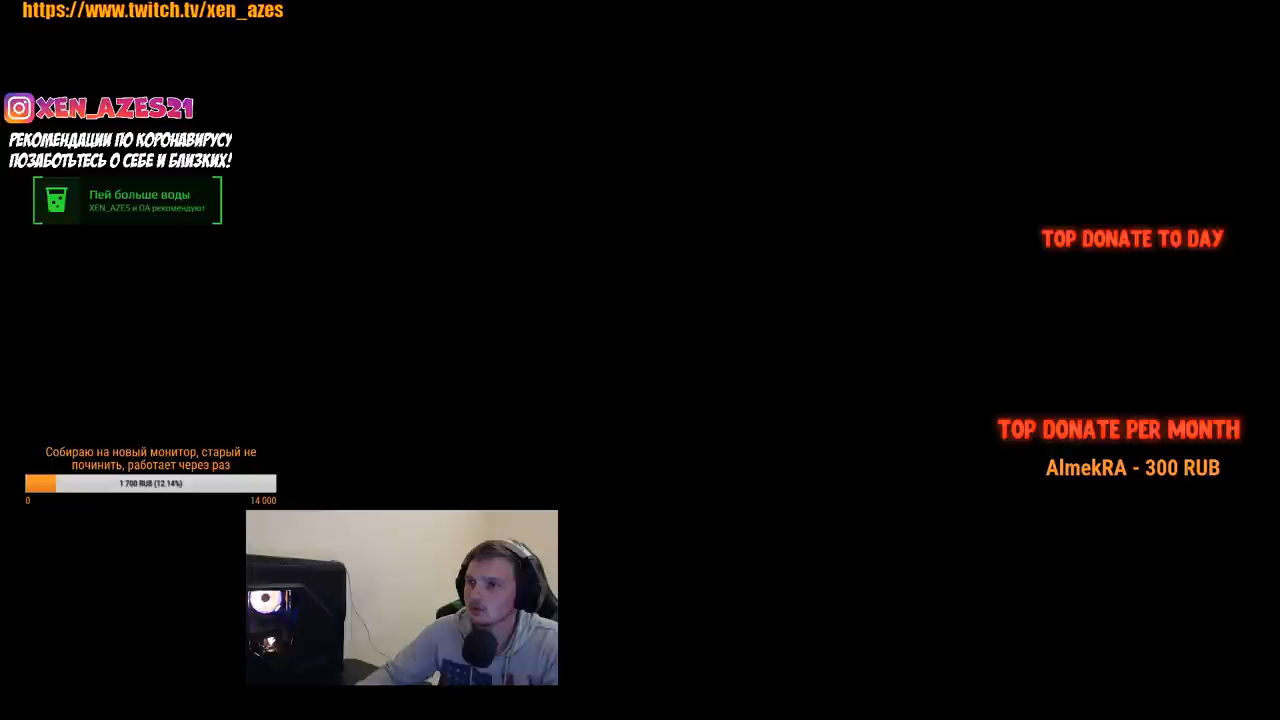 https://www.twitch.tv/xen_azes
XEN_AZES21
РЕКОМЕНДАЦИИ ПО КОРОНАВИРУСУ
ПОЗАБОТЬТЕСЬ О СЕБЕ И БЛИЗКИХ!
Пей больше воды
XEN_AZES и ПА рекомендуют
TOP DONATE TO DAY
TOP DONATE PER MONTH
AlmekRA - 300 RUB
Собираю на новый монитор, старый не
починить, работает через раз
1 700 RUB (12.14%)
0 14 000